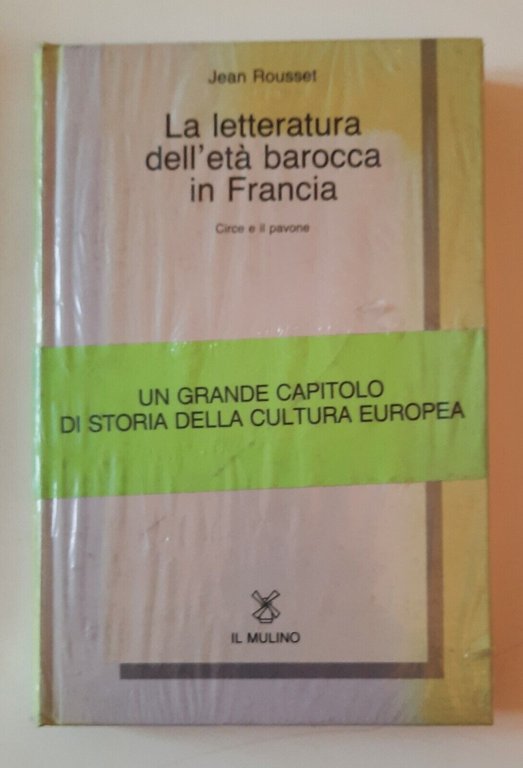 Jean Rousset
La letteratura
dell'età barocca
in Francia
Circe e il pavone
UN GRANDE CAPITOLO
DI STORIA DELLA CULTURA EUROPEA
IL MULINO